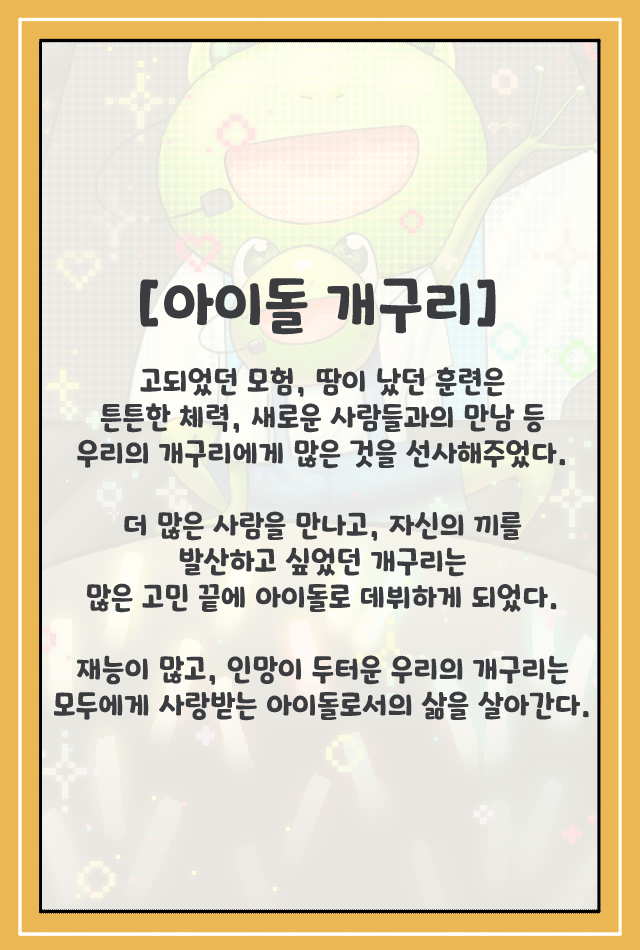 [아이돌 개구리]
고되었던 모험, 땀이 났던 훈련은
튼튼한 체력, 새로운 사람들과의 만남 등
우리의 개구리에게 많은 것을 선사해주었다.
더 많은 사람을 만나고, 자신의 끼를
발산하고 싶었던 개구리는
많은 고민 끝에 아이돌로 데뷔하게 되었다.
재능이 많고, 인망이 두터운 우리의 개구리는
모두에게 사랑받는 아이돌로서의 삶을 살아간다.